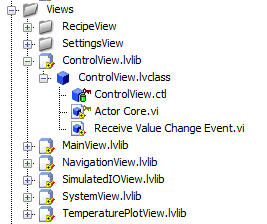 Views
RecipeView
SettingsView
ControlView.lvlib
ControlView.lvclass
ControlView.ctl
Actor Core.vi
Receive Value Change Event.vi
MainView.lvlib
NavigationView.lvlib
SimulatedIOView.lvlib
SystemView.lvlib
TemperaturePlotView.lvlib